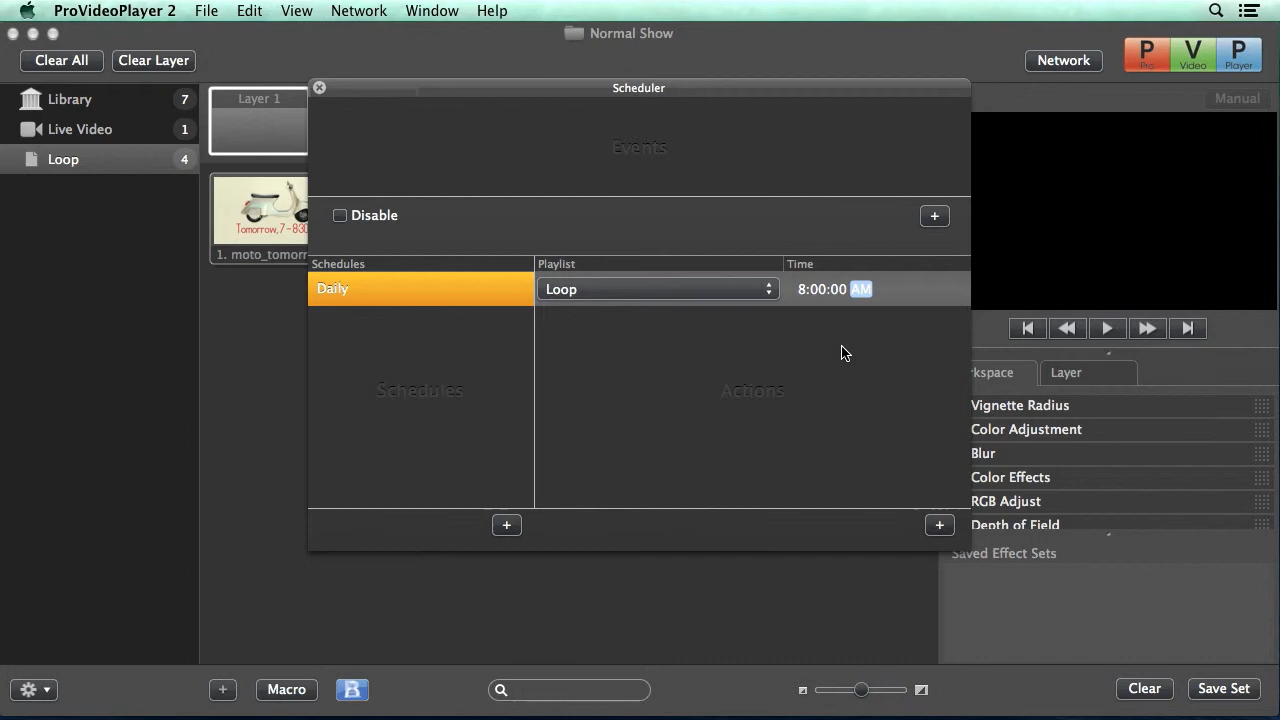 ProVideoPlayer 2 File Edit View Network Window Help
Normal Show
Clear All Clear Layer Network P V P
Pro Video Player
Scheduler
Library 7
Layer 1
Manual
Live Video 1
Events
Loop 4
Tomorrow, 7-830
Disable +
1. moto_tomorr
Schedules Playlist Time
Daily Loop 8:00:00 AM
Schedules Actions
rkspace Layer
Vignette Radius
Color Adjustment
Blur
Color Effects
RGB Adjust
Depth of Field
+ +
Saved Effect Sets
+ Macro B Clear Save Set